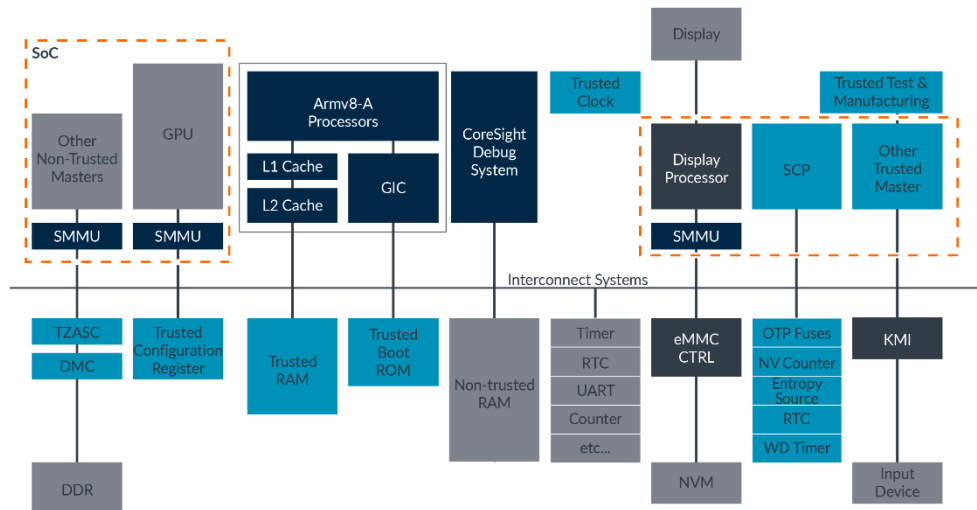 SoC
Other
Non-Trusted
Masters
SMMU
GPU
SMMU
Armv8-A
Processors
L1 Cache
L2 Cache
GIC
CoreSight
Debug
System
Trusted
Clock
Display
Display
Processor
SMMU
SCP
Trusted Test &
Manufacturing
Other
Trusted
Master
Interconnect Systems
TZASC
DMC
DDR
Trusted
Configuration
Register
Trusted
RAM
Trusted
Boot
ROM
Non-trusted
RAM
Timer
RTC
UART
Counter
etc...
eMMC
CTRL
NVM
OTP Fuses
NV Counter
Entropy
Source
RTC
WD Timer
KMI
Input
Device